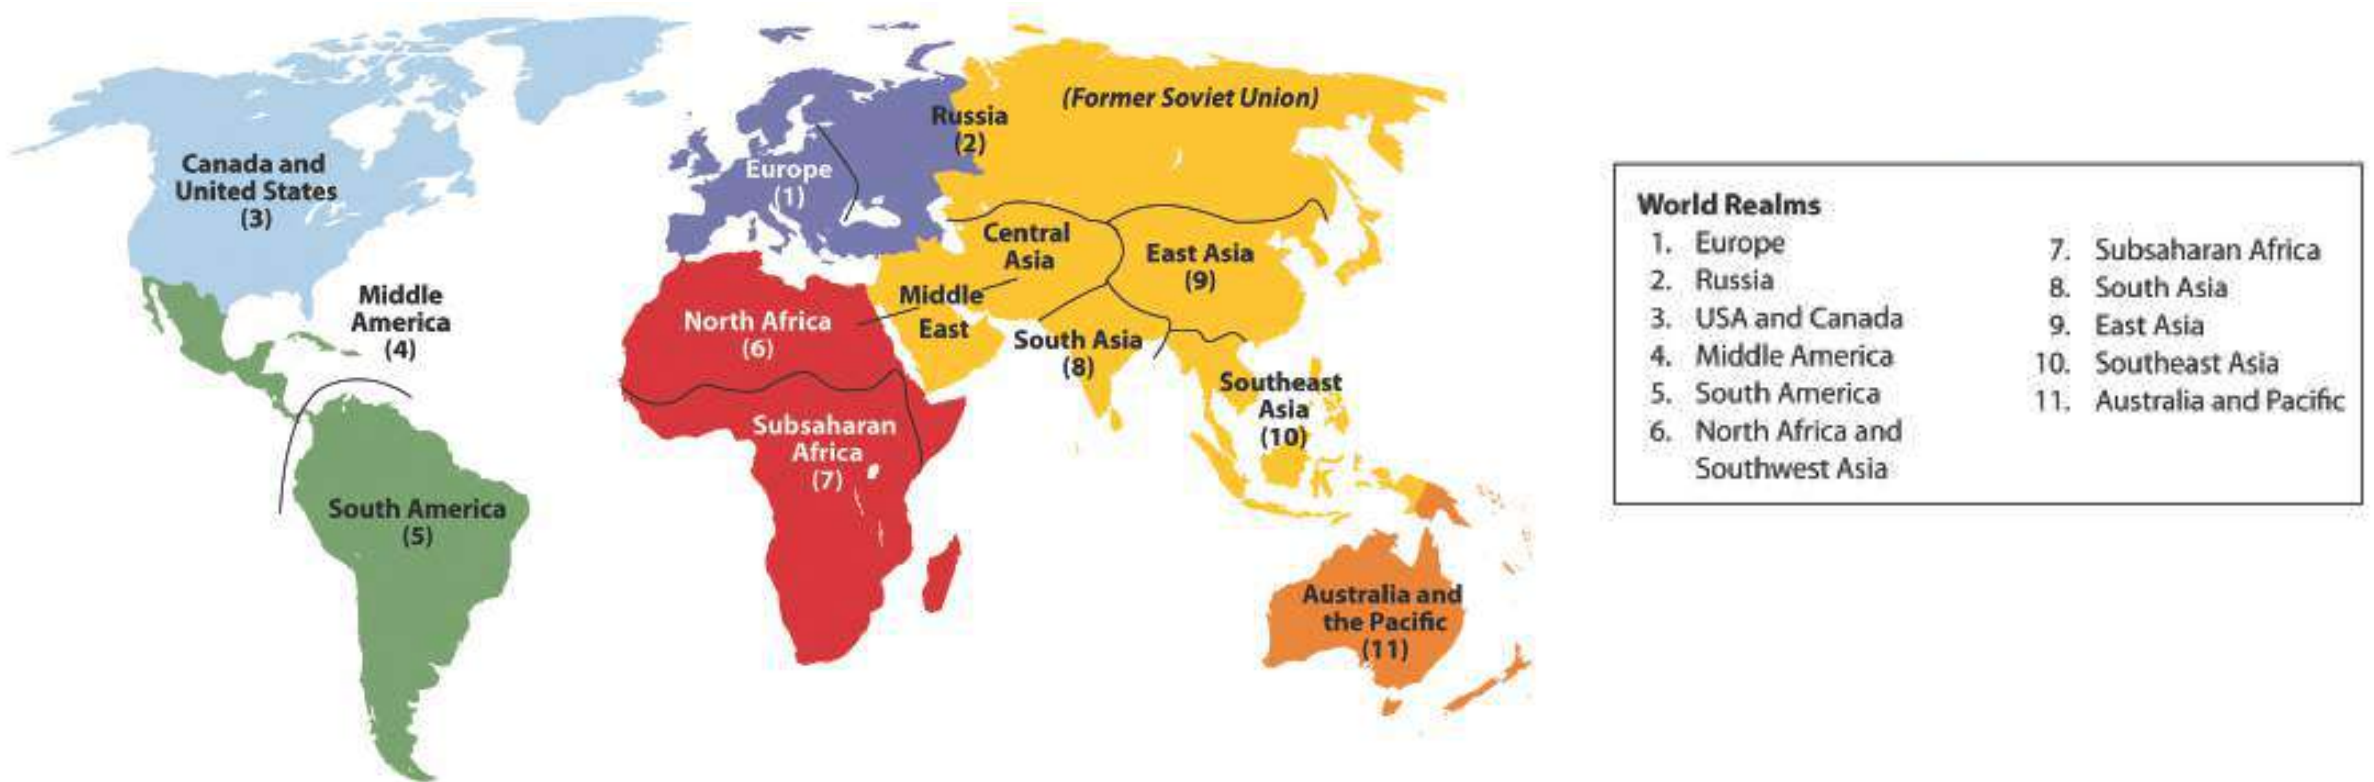 Canada and
United States
(3)
Middle
America
(4)
South America
(5)
Europe
(1)
Russia
(2)
(Former Soviet Union)
Central
Asia
East Asia
(9)
Middle
East
North Africa
(6)
South Asia
(8)
Subsaharan
Africa
(7)
Southeast
Asia
(10)
Australia and
the Pacific
(11)
World Realms
1. Europe
2. Russia
3. USA and Canada
4. Middle America
5. South America
6. North Africa and
Southwest Asia
7. Subsaharan Africa
8. South Asia
9. East Asia
10. Southeast Asia
11. Australia and Pacific